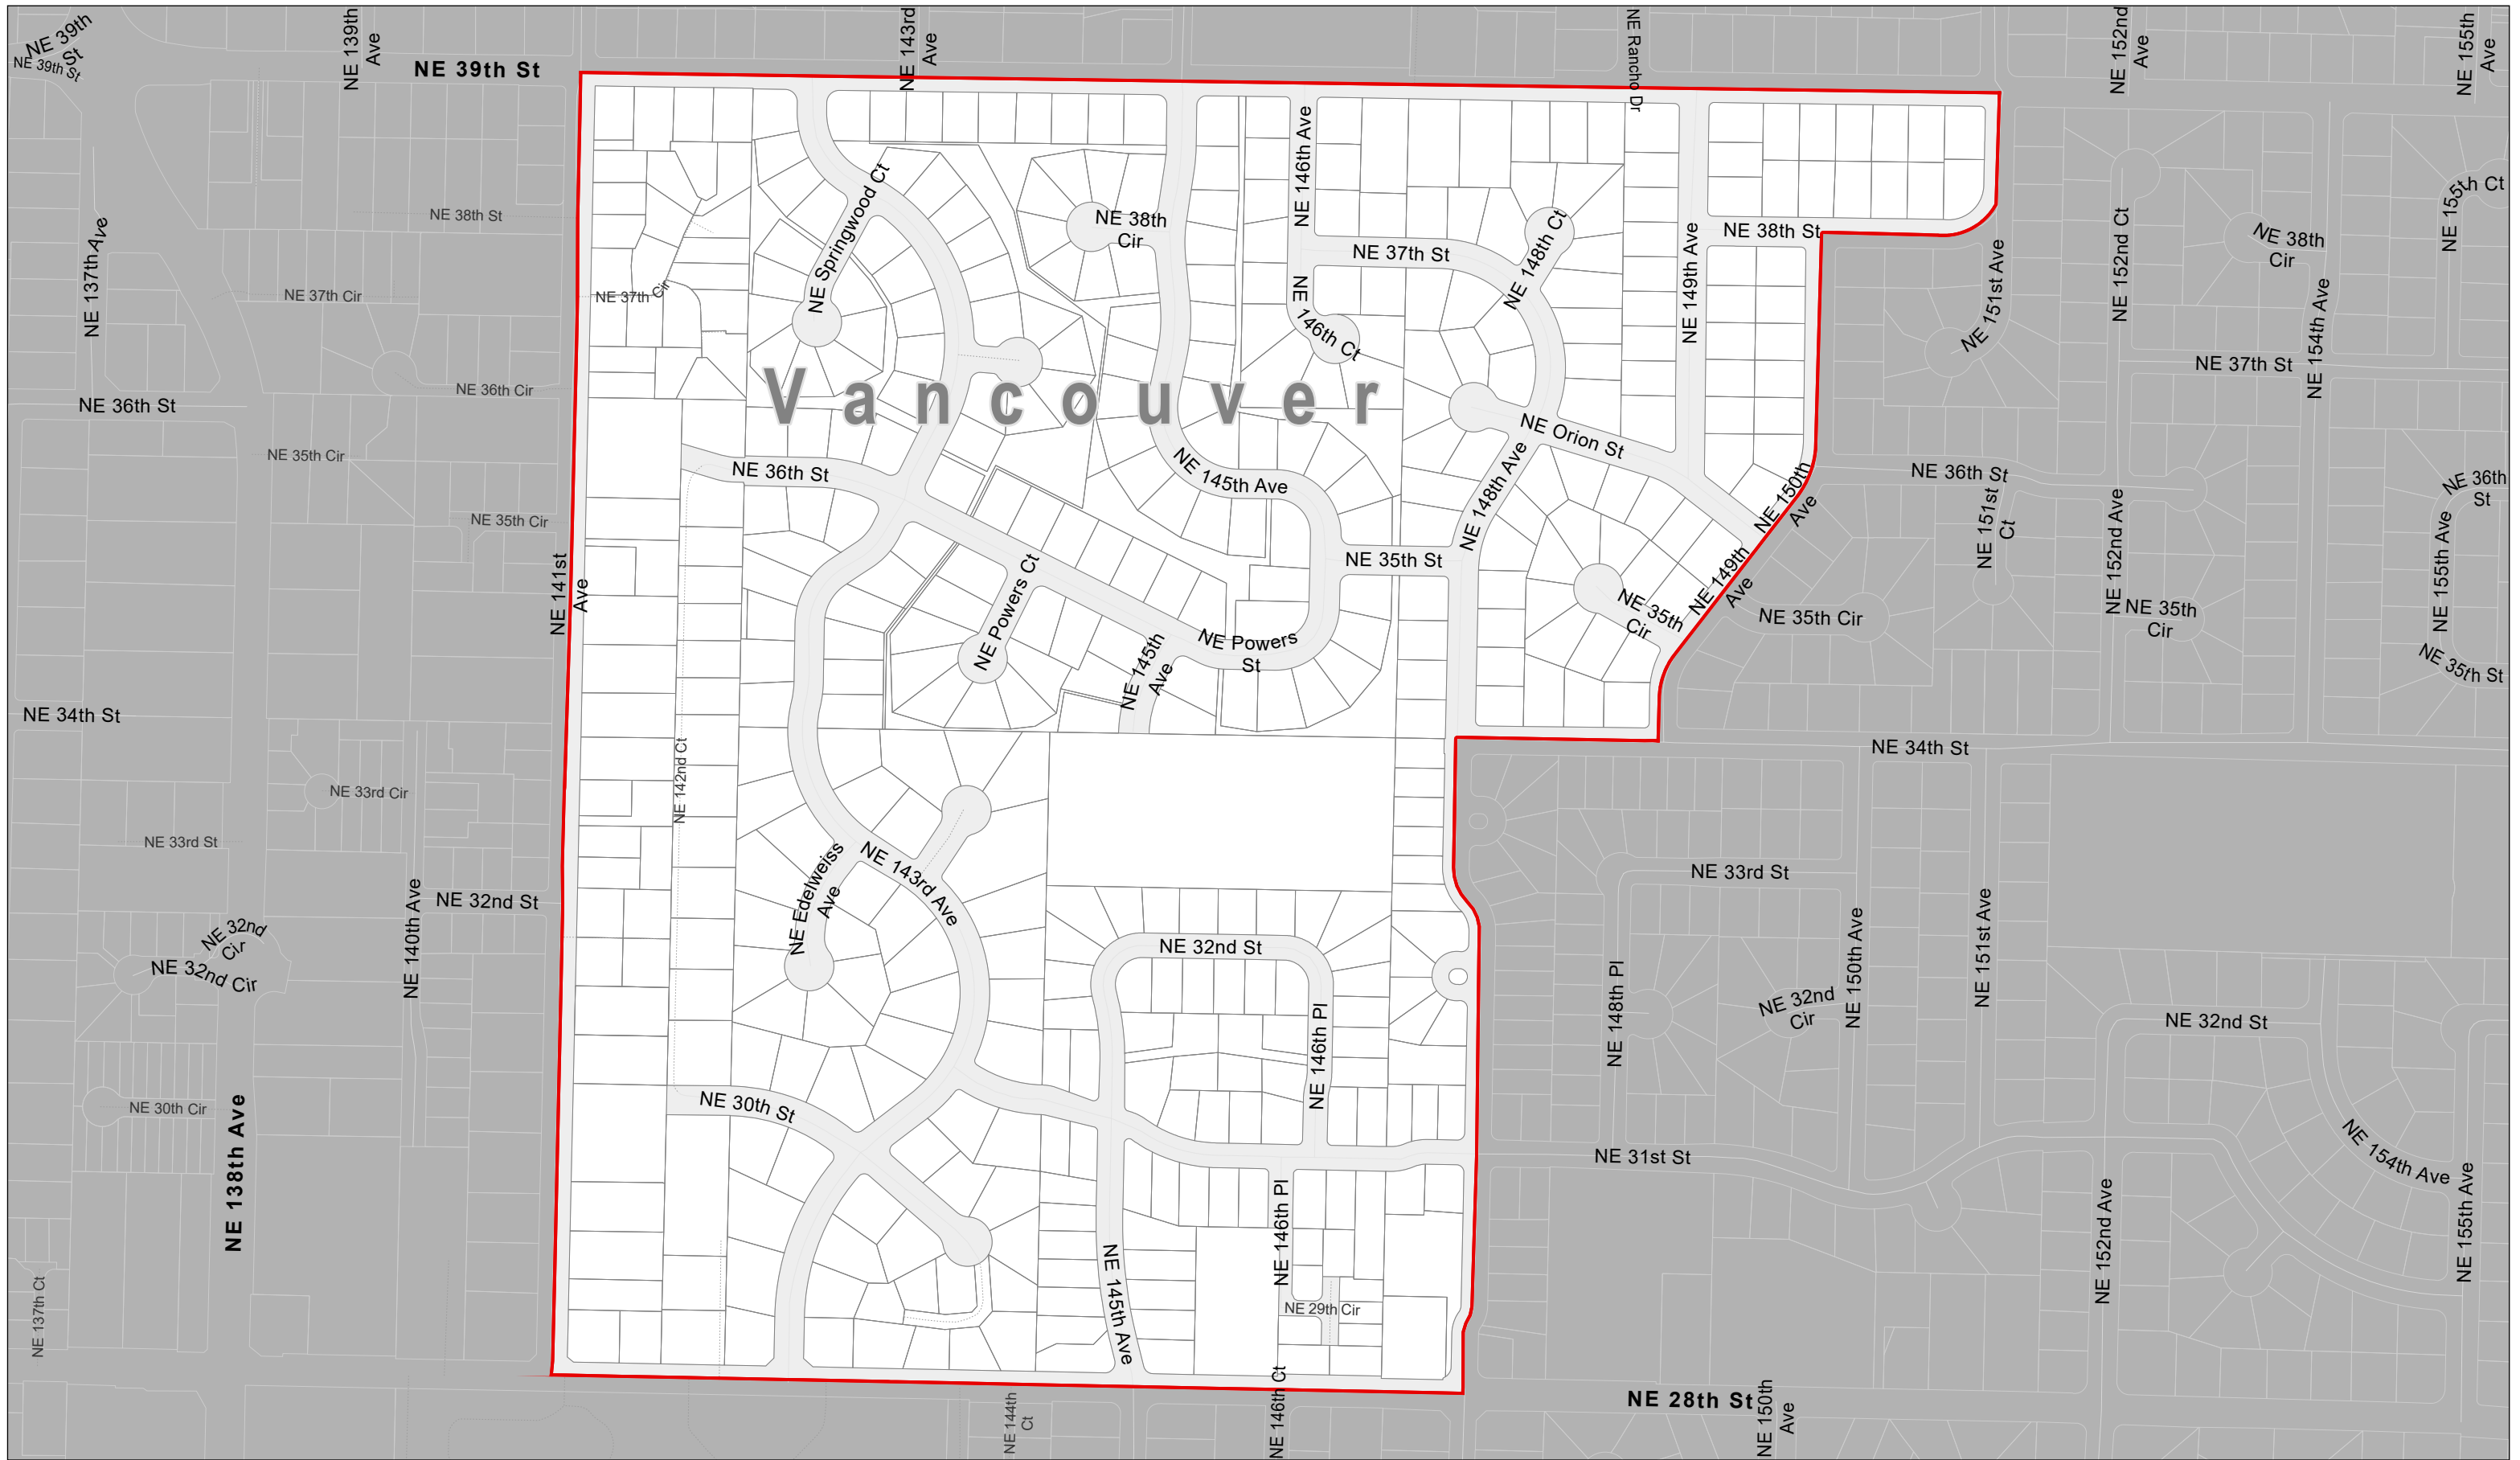 NE 39th
St
NE 39th St
NE 139th
Ave
NE 39th St
NE 143rd
Ave
NE Rancho Dr
NE 152nd
Ave
NE 155th
Ave
NE 137th Ave
NE 38th St
NE 37th Cir
NE 36th Cir
NE 36th St
NE 35th Cir
NE 35th Cir
NE 141st
Ave
NE 37th Cir
NE Springwood Ct
NE 38th
Cir
NE 146th Ave
NE
146th Ct
NE 37th St
NE 148th Ct
NE 149th Ave
NE 38th St
NE 151st Ave
NE 152nd Ct
NE 38th
Cir
NE 155th Ct
NE 154th Ave
NE 37th St
Vancouver
NE 36th St
NE 145th Ave
NE Orion St
NE 148th Ave
NE 150th
Ave
NE 36th St
NE 151st
Ct
NE 152nd Ave
NE 36th
St
NE 155th Ave
NE 35th St
NE 35th St
NE 149th
Ave
NE 35th
Cir
NE 35th Cir
NE 35th
Cir
NE Powers Ct
NE Powers
St
NE 145th
Ave
NE 34th St
NE 34th St
NE 142nd Ct
NE 33rd Cir
NE 33rd St
NE 33rd St
NE 140th Ave
NE 32nd St
NE 32nd
Cir
NE 32nd Cir
NE Edelweiss
Ave
NE 143rd Ave
NE 32nd St
NE 146th Pl
NE 148th Pl
NE 32nd
Cir
NE 150th Ave
NE 151st Ave
NE 32nd St
NE 30th Cir
NE 138th Ave
NE 30th St
NE 31st St
NE 154th Ave
NE 155th Ave
NE 152nd Ave
NE 146th Pl
NE 145th Ave
NE 29th Cir
NE 137th Ct
NE 144th
Ct
NE 146th Ct
NE 28th St
NE 150th
Ave